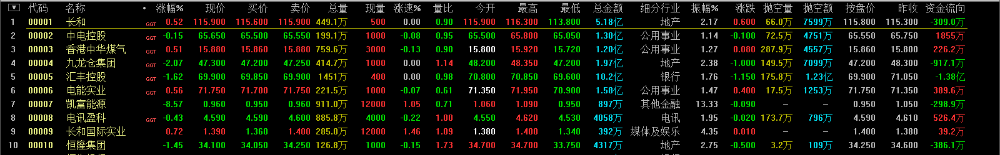 代码 名称 • 涨幅% 现价 买价 卖价 总量 现量 涨速% 量比 今开 最高 最低 总金额 细分行业 振幅% 涨跌 抛空量 抛空额 按盘价 昨收 资金流向
1 00001 长和 GGT 0.52 115.900 115.600 115.900 449.1万 500 0.00 0.90 115.900 116.300 113.800 5.18亿 地产 2.17 0.600 66.0万 7599万 115.800 115.300 -309.0万
2 00002 中电控股 GGT -0.15 65.650 65.500 65.550 199.1万 1000 -0.08 0.95 65.500 65.800 65.050 1.30亿 公用事业 1.14 -0.100 72.5万 4751万 65.550 65.750 1855万
3 00003 香港中华煤气 GGT 0.51 15.880 15.860 15.880 759.6万 3000 -0.13 0.90 15.800 15.920 15.720 1.20亿 公用事业 1.27 0.080 287.9万 4557万 15.860 15.800 226.2万
4 00004 九龙仓集团 GGT -2.07 47.300 47.200 47.250 414.7万 1000 0.00 1.14 48.200 48.350 47.200 1.97亿 地产 2.38 -1.000 149.5万 7099万 47.200 48.300 -917.1万
5 00005 汇丰控股 GGT -1.62 69.900 69.850 69.900 1451万 400 0.00 0.98 70.800 70.850 69.600 10.2亿 银行 1.76 -1.150 175.8万 1.23亿 69.900 71.050 -1.38亿
6 00006 电能实业 GGT 0.56 71.750 71.700 71.750 221.5万 1000 -0.07 0.61 71.350 71.950 70.900 1.58亿 公用事业 1.47 0.400 17.5万 1253万 71.750 71.350 389.6万
7 00007 凯富能源 -8.57 0.960 0.950 0.960 911.0万 12000 1.05 0.71 1.060 1.090 0.950 897万 其他金融 13.33 -0.090 — — 0.950 1.050 -298.9万
8 00008 电讯盈科 GGT -0.43 4.590 4.590 4.600 885.8万 4000 -0.22 1.00 4.550 4.620 4.530 4058万 电讯 1.95 -0.020 173.7万 796万 4.590 4.610 526.4万
9 00009 长和国际实业 0.72 1.390 1.360 1.400 285.0万 12000 1.46 1.09 1.380 1.400 1.340 392万 媒体及娱乐 4.35 0.010 — — 1.400 1.380 39.2万
10 00010 恒隆集团 -1.45 34.100 34.050 34.250 126.8万 1000 -0.15 1.73 34.700 34.700 33.750 4317万 地产 2.75 -0.500 3.2万 109万 34.250 34.600 -386.1万